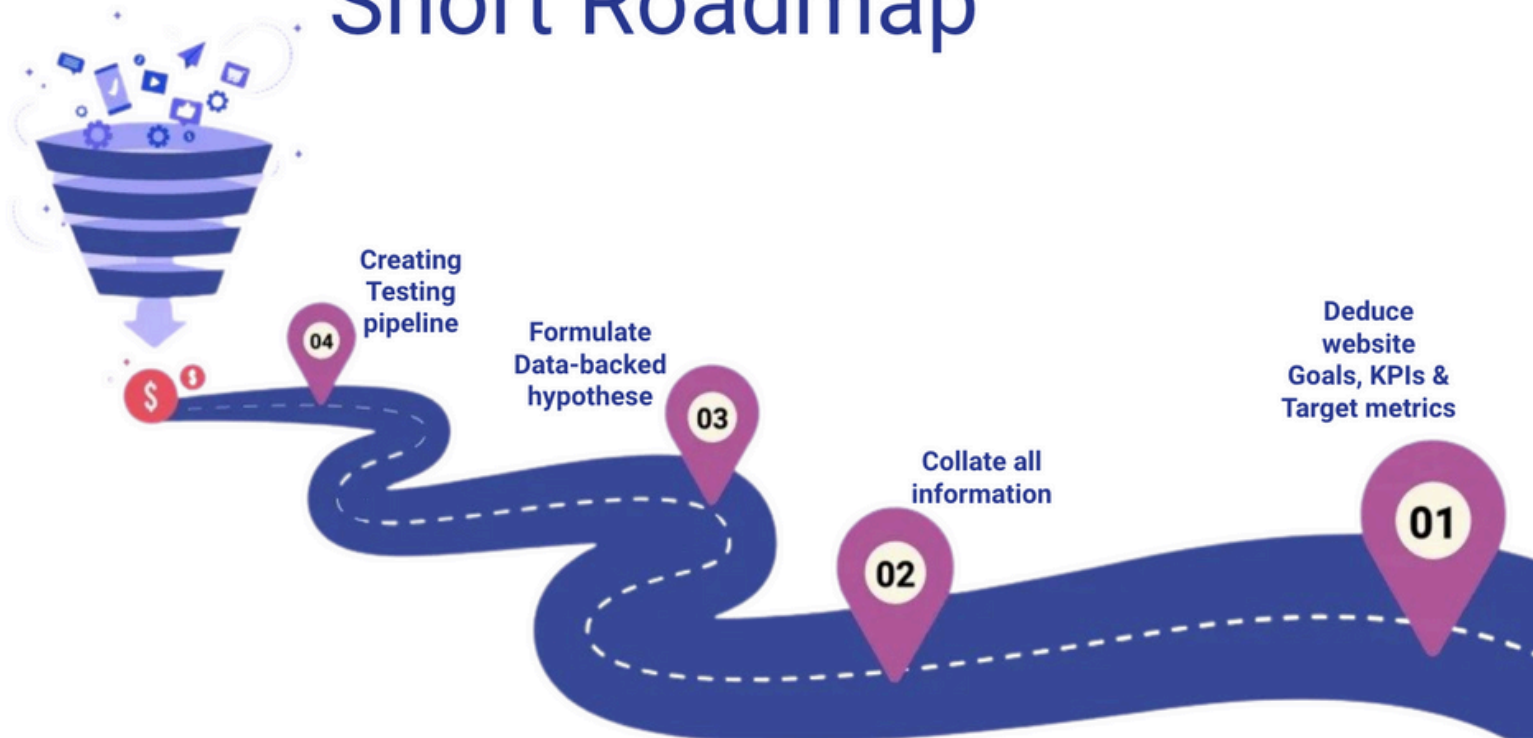 Short Roadmap
Creating
Testing
pipeline
04
Formulate
Data-backed
hypothese
03
Collate all
information
02
Deduce
website
Goals, KPIs &
Target metrics
01
$
$